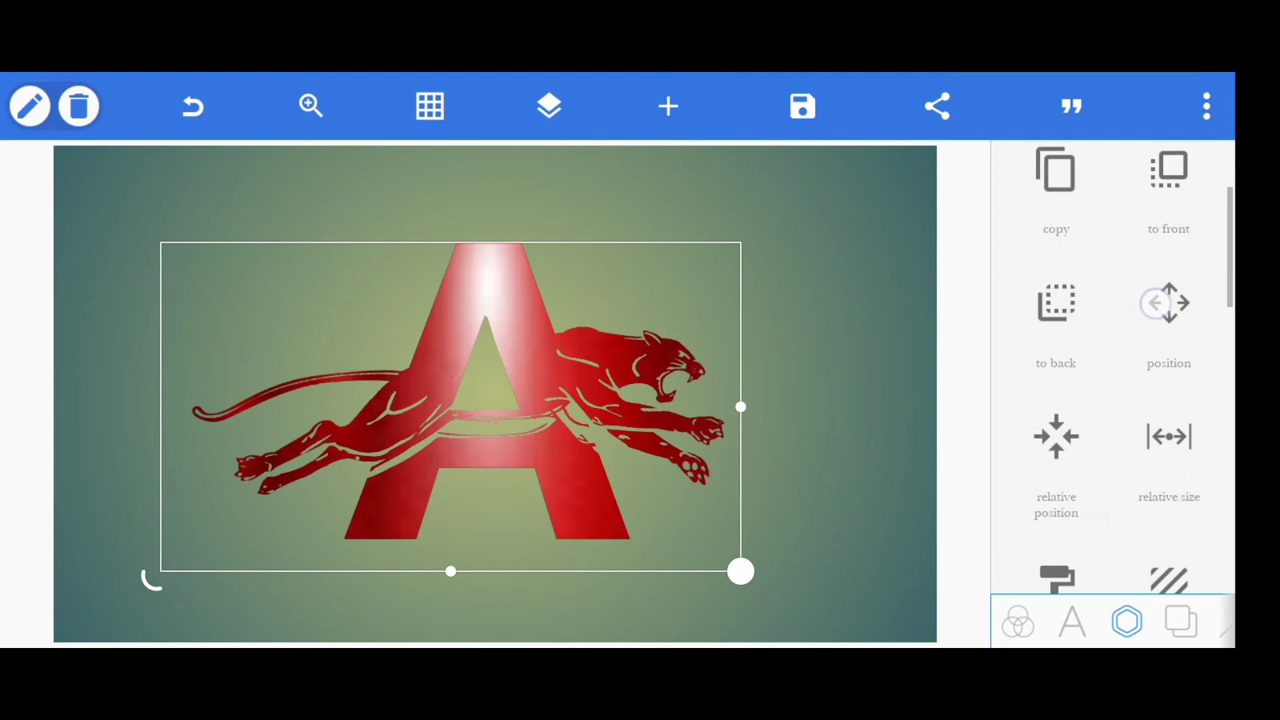 copy
to front
to back
position
relative
position
relative size
A